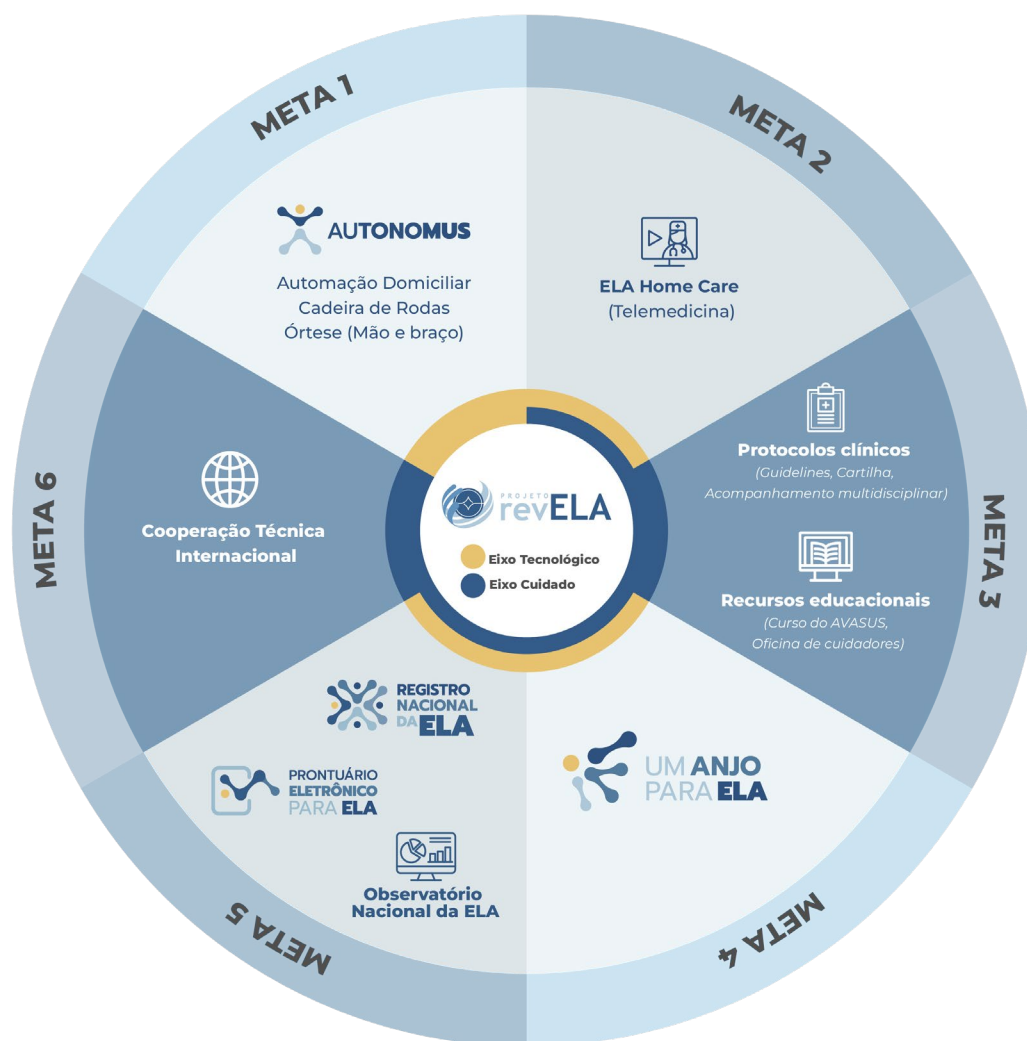 META 1
AUTONOMUS
Automação Domiciliar
Cadeira de Rodas
Órtese (Mão e braço)
META 2
ELA Home Care
(Telemedicina)
META 3
Protocolos clínicos
(Guidelines, Cartilha,
Acompanhamento multidisciplinar)
Recursos educacionais
(Curso do AVASUS,
Oficina de cuidadores)
META 4
UM ANJO
PARA ELA
META 5
REGISTRO
NACIONAL
DA ELA
PRONTUÁRIO
ELETRÔNICO
PARA ELA
Observatório
Nacional da ELA
META 6
Cooperação Técnica
Internacional
PROJETO
revELA
Eixo Tecnológico
Eixo Cuidado